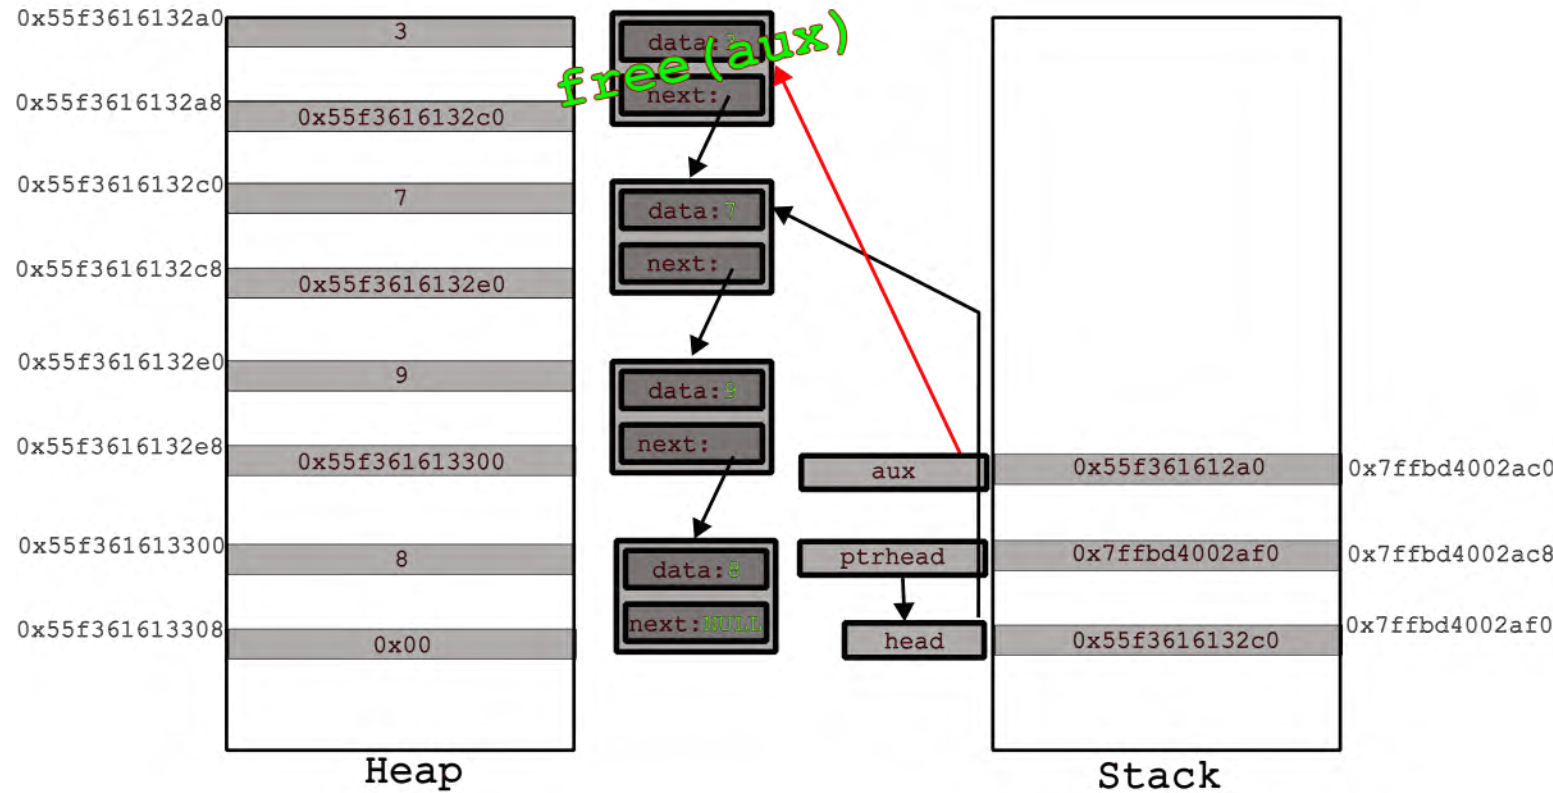 0x55f3616132a0
3
0x55f3616132a8
0x55f3616132c0
0x55f3616132c0
7
0x55f3616132c8
0x55f3616132e0
0x55f3616132e0
9
0x55f3616132e8
0x55f361613300
0x55f361613300
8
0x55f361613308
0x00
Heap
data:
next:
free(aux)
data:7
next:
data:9
next:
data:8
next:NULL
aux
0x55f361612a0
0x7ffbd4002ac0
ptrhead
0x7ffbd4002af0
0x7ffbd4002ac8
head
0x55f3616132c0
0x7ffbd4002af0
Stack